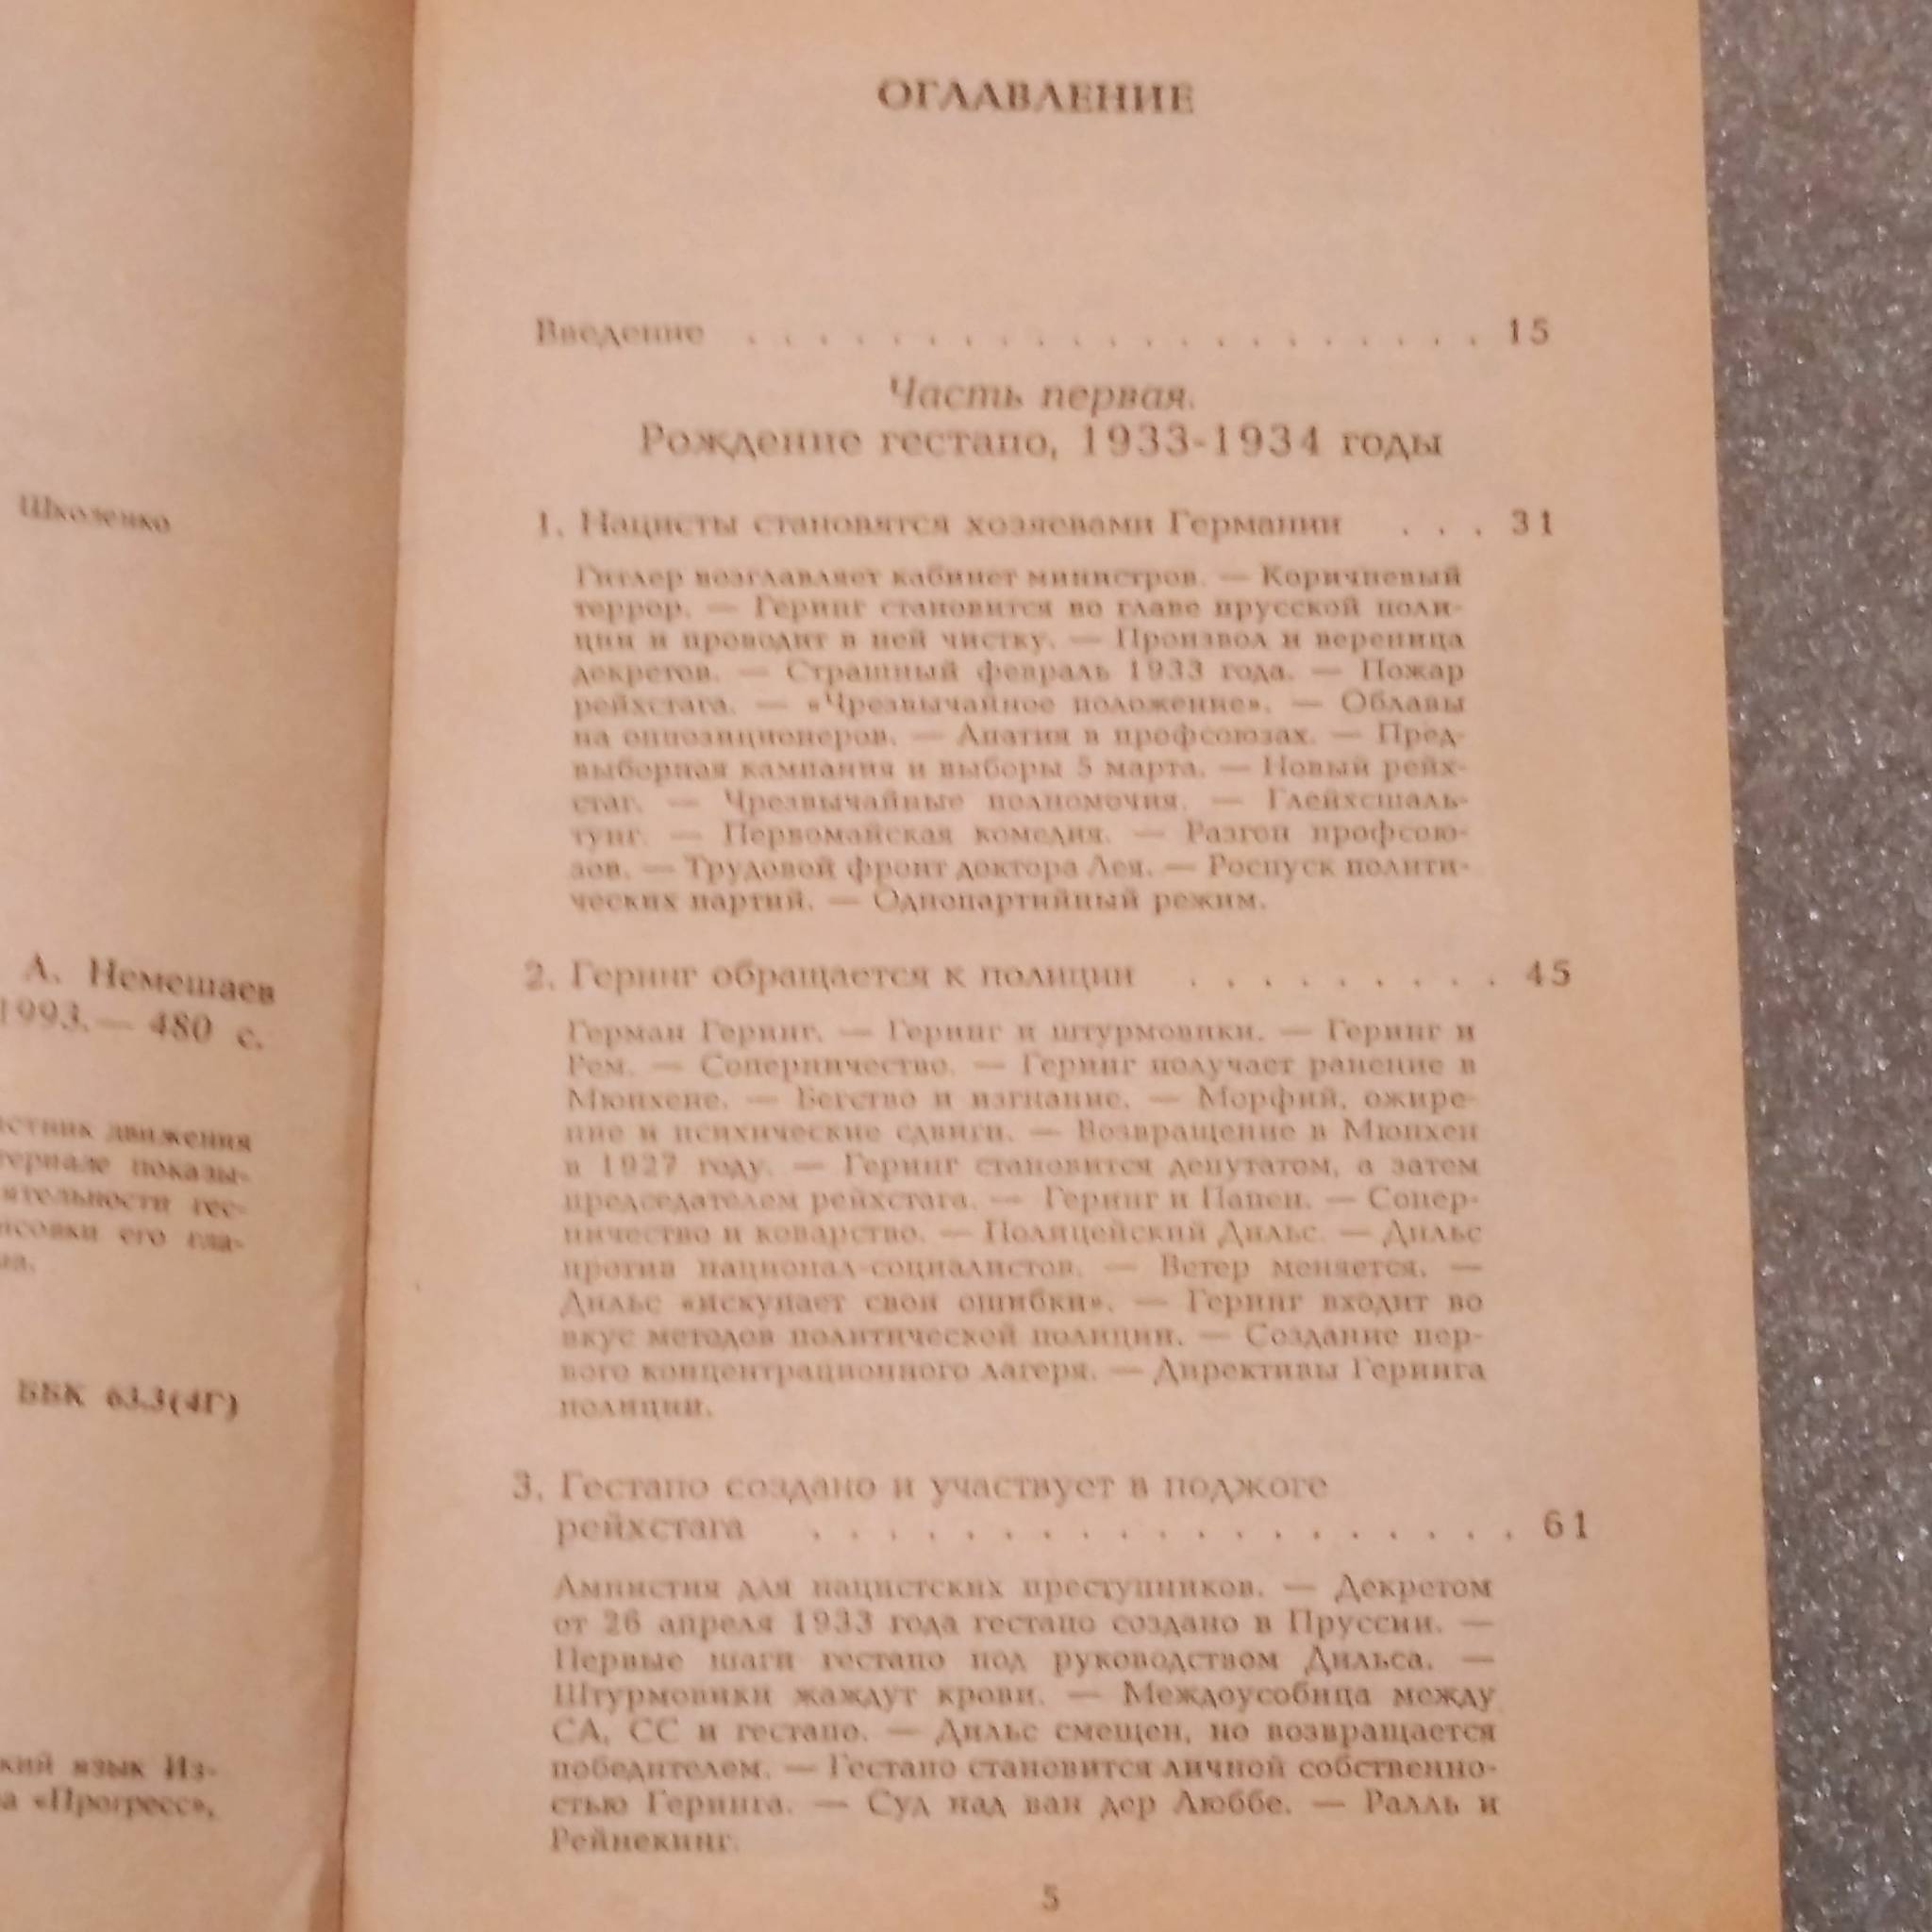 Школенко
А. Немешаев
1993.— 480 с.
движения
показы-
гес-
его гла-
ББК 63.3(4Г)
язык Из-
«Прогресс»,
ОГЛАВЛЕНИЕ
Введение . . . . . . . . . . . . . . . . . . . . . 15
Часть первая.
Рождение гестапо, 1933-1934 годы
1. Нацисты становятся хозяевами Германии . . . 31
Гитлер возглавляет кабинет министров. — Коричневый
террор. — Геринг становится во главе прусской поли-
ции и проводит в ней чистку. — Произвол и вереница
декретов. — Страшный февраль 1933 года. — Пожар
рейхстага. — «Чрезвычайное положение». — Облавы
на оппозиционеров. — Апатия в профсоюзах. — Пред-
выборная кампания и выборы 5 марта. — Новый рейх-
стаг. — Чрезвычайные полномочия. — Глейхсшаль-
тунг. — Первомайская комедия. — Разгон профсою-
зов. — Трудовой фронт доктора Лея. — Роспуск полити-
ческих партий. — Однопартийный режим.
2. Геринг обращается к полиции . . . . . . . . . 45
Герман Геринг. — Геринг и штурмовики. — Геринг и
Рем. — Соперничество. — Геринг получает ранение в
Мюнхене. — Бегство и изгнание. — Морфий, ожире-
ние и психические сдвиги. — Возвращение в Мюнхен
в 1927 году. — Геринг становится депутатом, а затем
председателем рейхстага. — Геринг и Папен. — Сопер-
ничество и коварство. — Полицейский Дильс. — Дильс
против национал-социалистов. — Ветер меняется. —
Дильс «искупает свои ошибки». — Геринг входит во
вкус методов политической полиции. — Создание пер-
вого концентрационного лагеря. — Директивы Геринга
полиции.
3. Гестапо создано и участвует в поджоге
рейхстага . . . . . . . . . . . . . . . . . . . 61
Амнистия для нацистских преступников. — Декретом
от 26 апреля 1933 года гестапо создано в Пруссии. —
Первые шаги гестапо под руководством Дильса. —
Штурмовики жаждут крови. — Междоусобица между
СА, СС и гестапо. — Дильс смещен, но возвращается
победителем. — Гестапо становится личной собственно-
стью Геринга. — Суд над ван дер Люббе. — Ралль и
Рейнекинг.
5